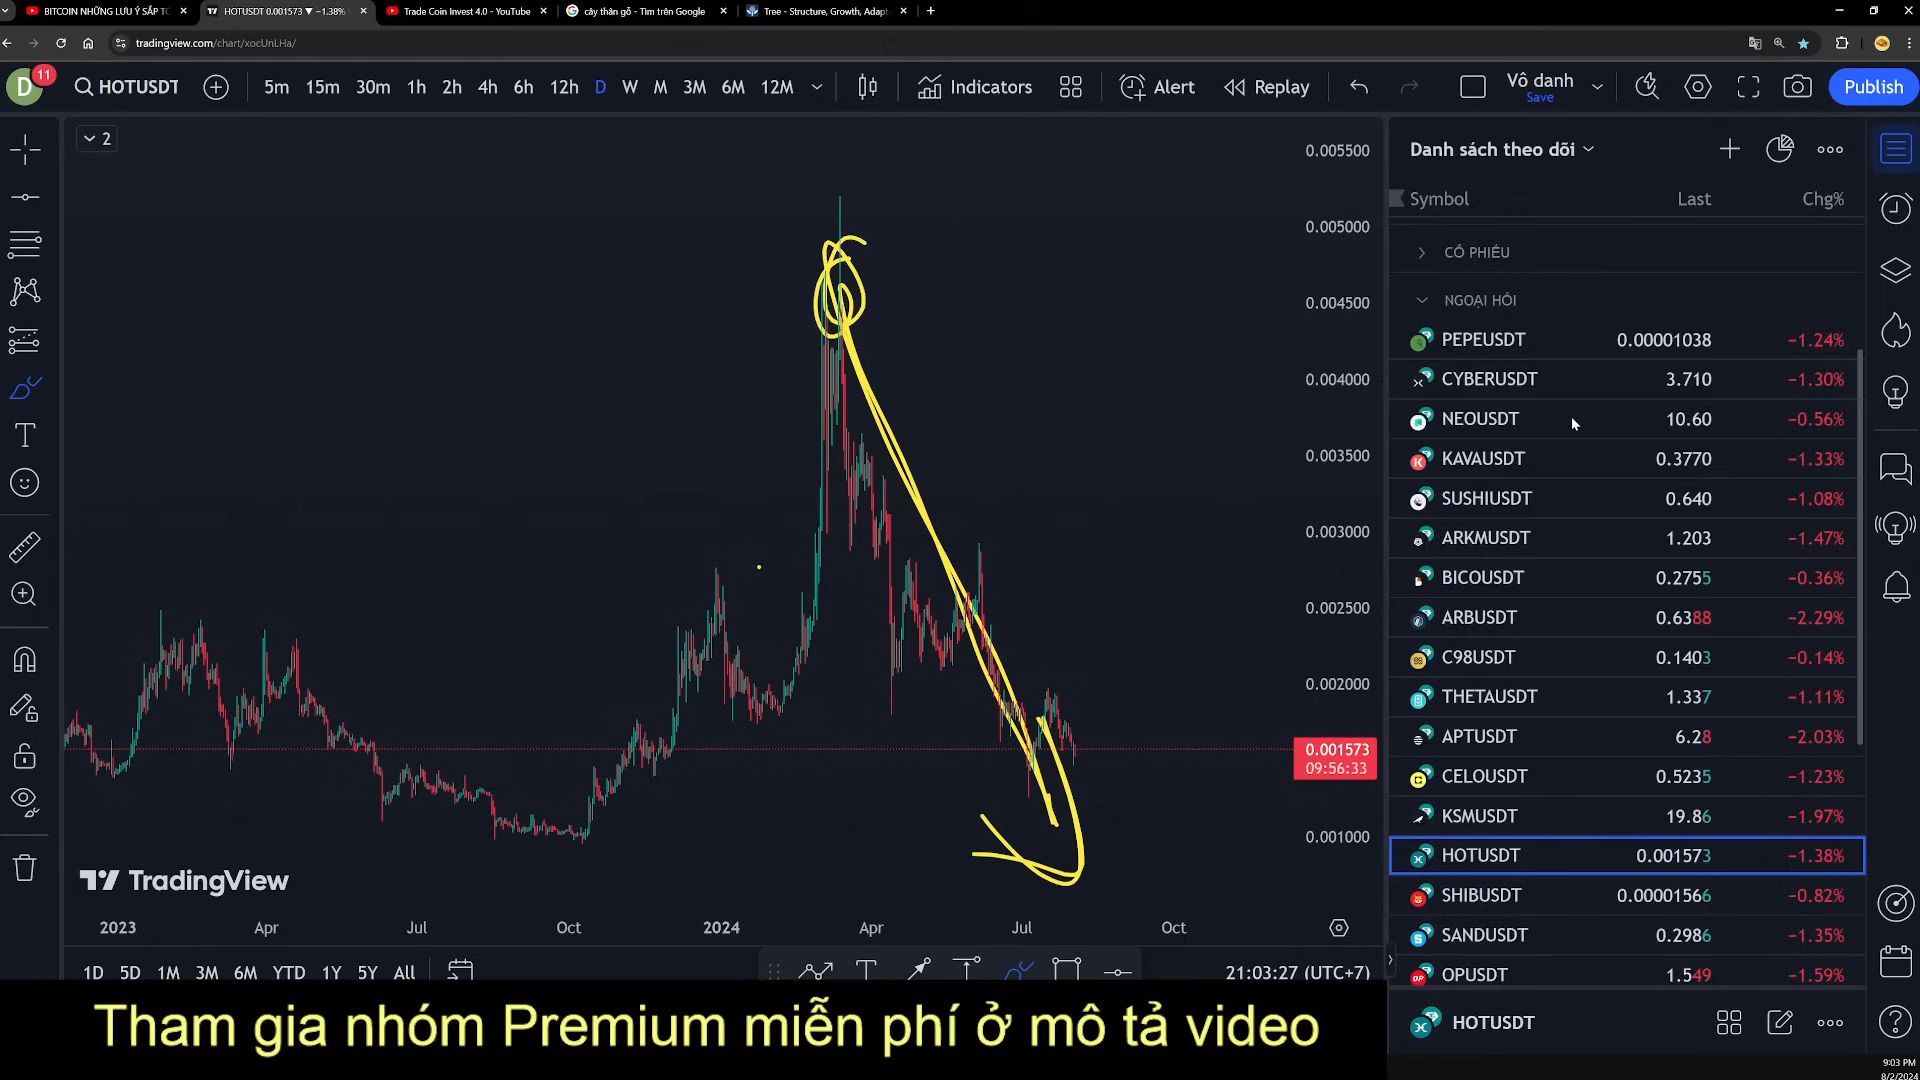 BITCOIN NHỮNG LƯU Ý SẮP TỚ
HOTUSDT 0.001573 ▼ −1.38%
Trade Coin Invest 4.0 - YouTube
cây thân gỗ - Tìm trên Google
Tree - Structure, Growth, Adapt
tradingview.com/chart/xocUnLHa/
D
11
HOTUSDT
5m 15m 30m 1h 2h 4h 6h 12h D W M 3M 6M 12M
Indicators
Alert
Replay
Vô danh
Save
Publish
2
0.005500
0.005000
0.004500
0.004000
0.003500
0.003000
0.002500
0.002000
0.001573
09:56:33
0.001000
TradingView
2023 Apr Jul Oct 2024 Apr Jul Oct
1D 5D 1M 3M 6M YTD 1Y 5Y All
21:03:27 (UTC+7)
Danh sách theo dõi
Symbol Last Chg%
CỔ PHIẾU
NGOẠI HỐI
PEPEUSDT 0.00001038 −1.24%
CYBERUSDT 3.710 −1.30%
NEOUSDT 10.60 −0.56%
KAVAUSDT 0.3770 −1.33%
SUSHIUSDT 0.640 −1.08%
ARKMUSDT 1.203 −1.47%
BICOUSDT 0.2755 −0.36%
ARBUSDT 0.6388 −2.29%
C98USDT 0.1403 −0.14%
THETAUSDT 1.337 −1.11%
APTUSDT 6.28 −2.03%
CELOUSDT 0.5235 −1.23%
KSMUSDT 19.86 −1.97%
HOTUSDT 0.001573 −1.38%
SHIBUSDT 0.00001566 −0.82%
SANDUSDT 0.2986 −1.35%
OPUSDT 1.549 −1.59%
HOTUSDT
Tham gia nhóm Premium miễn phí ở mô tả video
9:03 PM
8/2/2024